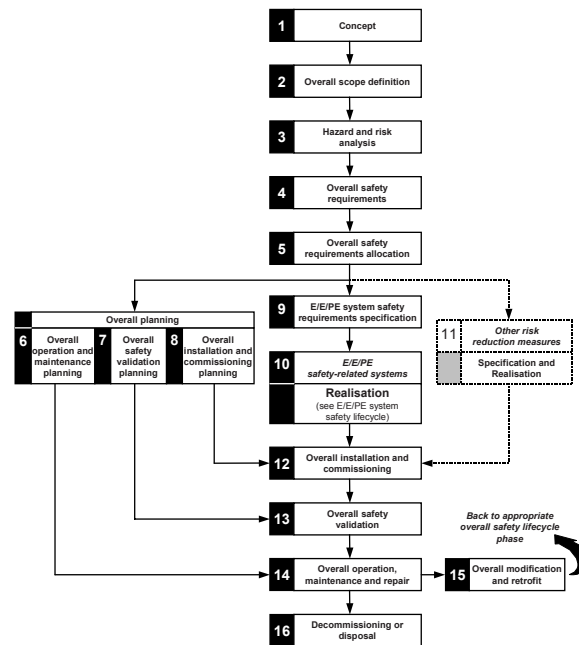 1
Concept
2
Overall scope definition
3
Hazard and risk
analysis
4
Overall safety
requirements
5
Overall safety
requirements allocation
Overall planning
6
Overall
operation and
maintenance
planning
7
Overall
safety
validation
planning
8
Overall
installation and
commissioning
planning
9
E/E/PE system safety
requirements specification
10
E/E/PE
safety-related systems
Realisation
(see E/E/PE system
safety lifecycle)
11
Other risk
reduction measures
Specification and
Realisation
12
Overall installation and
commissioning
13
Overall safety
validation
Back to appropriate
overall safety lifecycle
phase
14
Overall operation,
maintenance and repair
15
Overall modification
and retrofit
16
Decommissioning or
disposal